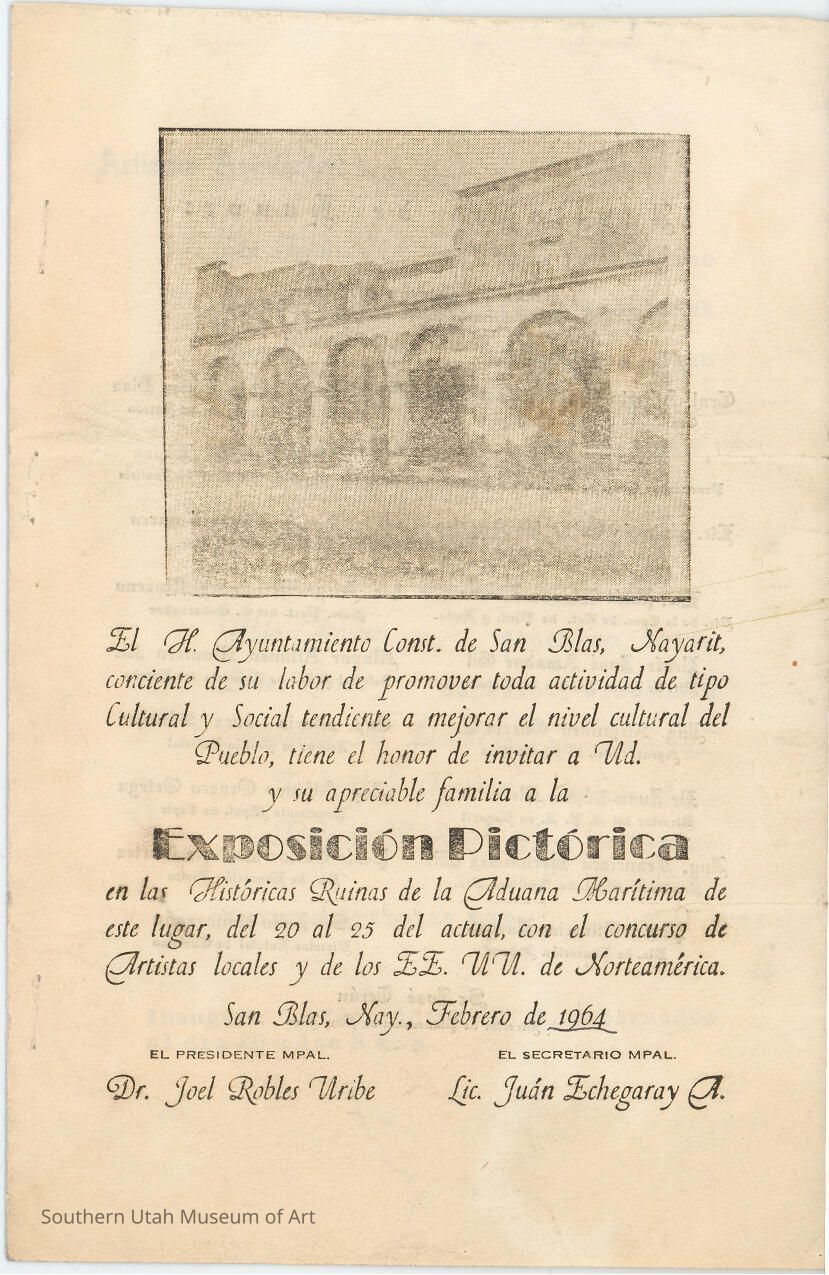 El H. Ayuntamiento Const. de San Blas, Nayarit,
conciente de su labor de promover toda actividad de tipo
Cultural y Social tendiente a mejorar el nivel cultural del
Pueblo, tiene el honor de invitar a Ud.
y su apreciable familia a la
Exposición Pictórica
en las Históricas Ruinas de la Aduana Marítima de
este lugar, del 20 al 25 del actual, con el concurso de
Artistas locales y de los EE. UU. de Norteamérica.
San Blas, Nay., Febrero de 1964
EL PRESIDENTE MPAL. EL SECRETARIO MPAL.
Dr. Joel Robles Uribe Lic. Juán Echegaray A.
Southern Utah Museum of Art